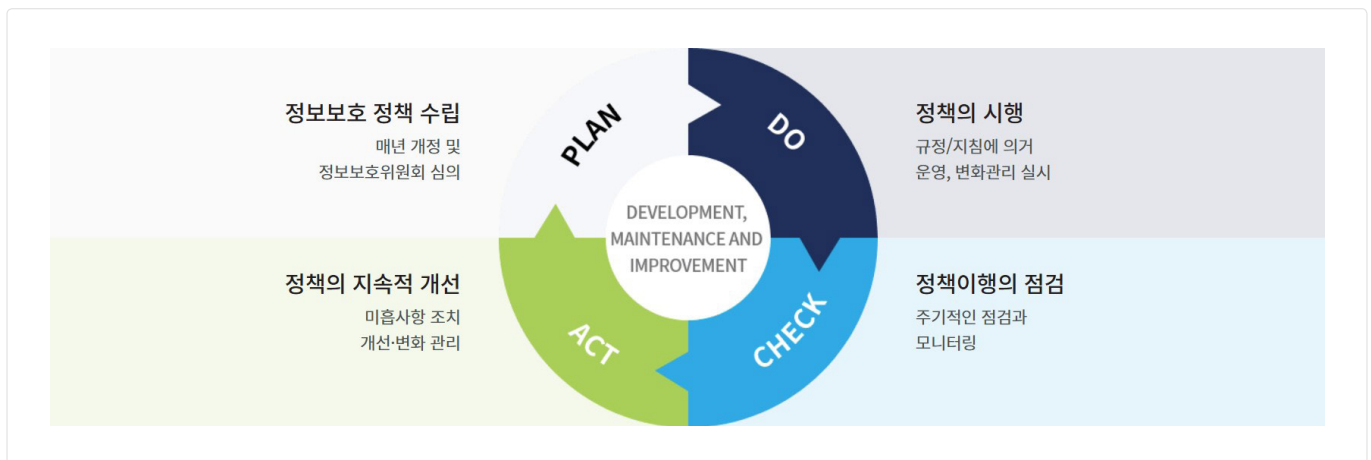 정보보호 정책 수립
매년 개정 및
정보보호위원회 심의
PLAN
DO
정책의 시행
규정/지침에 의거
운영, 변화관리 실시
DEVELOPMENT,
MAINTENANCE AND
IMPROVEMENT
정책의 지속적 개선
미흡사항 조치
개선·변화 관리
ACT
CHECK
정책이행의 점검
주기적인 점검과
모니터링